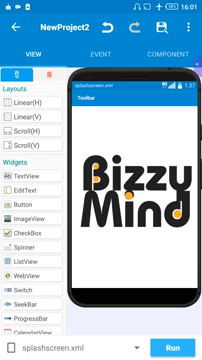 16:01
NewProject2
VIEW EVENT COMPONENT
Layouts
Linear(H)
Linear(V)
Scroll(H)
Scroll(V)
Widgets
TextView
EditText
Button
ImageView
CheckBox
Spinner
ListView
WebView
Switch
SeekBar
ProgressBar
CalendarView
splashscreen.xml 1:37
Toolbar
Bizzy
Mind
splashscreen.xml
Run